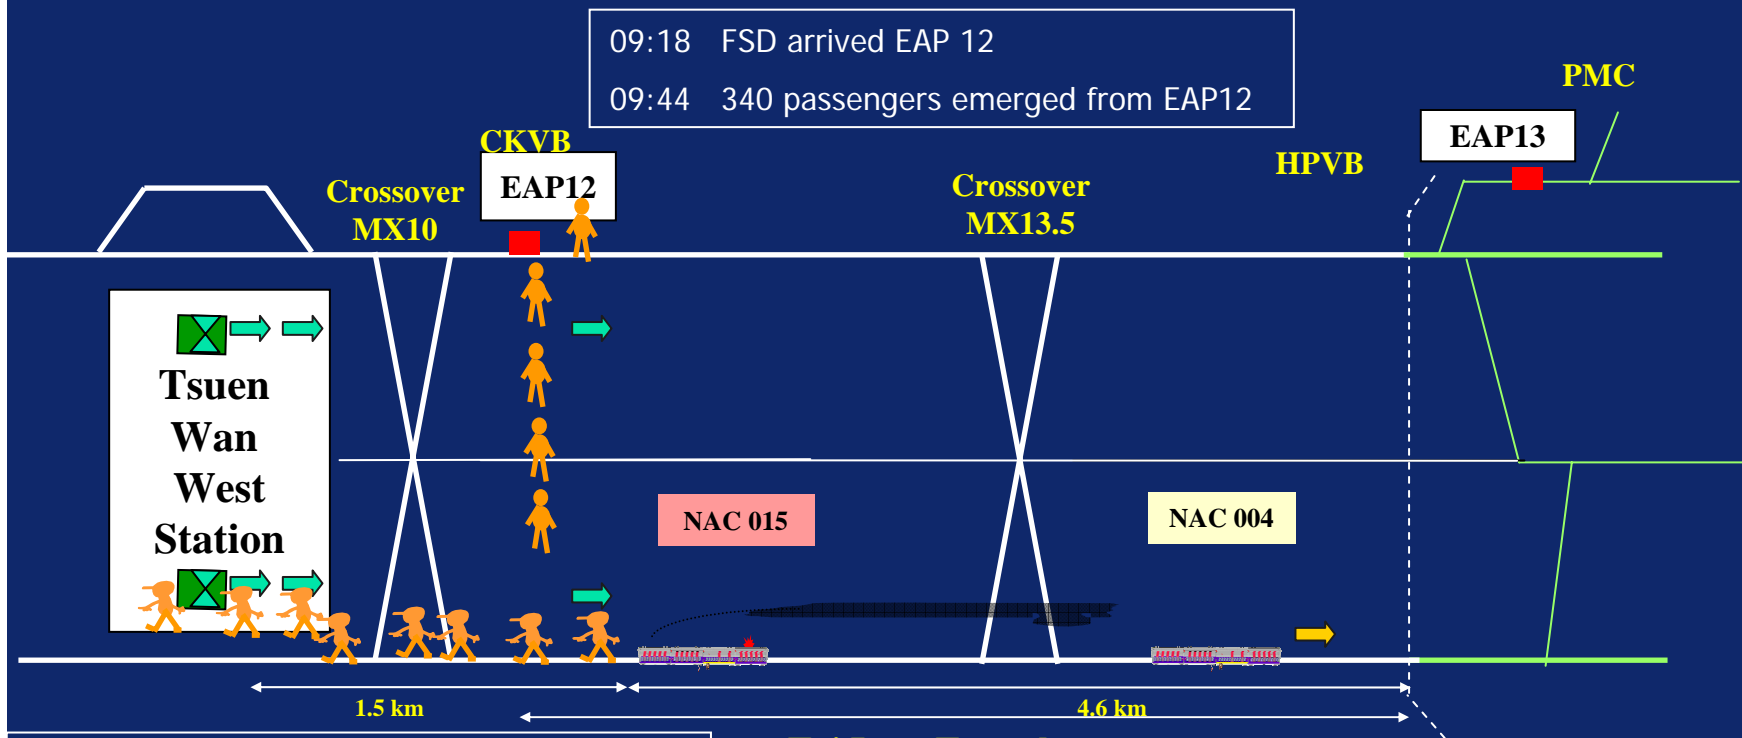 09:18 FSD arrived EAP 12
09:44 340 passengers emerged from EAP12
PMC
CKVB
EAP13
EAP12
HPVB
Crossover
MX10
Crossover
MX13.5
Tsuen
Wan
West
Station
NAC 015
NAC 004
1.5 km
4.6 km